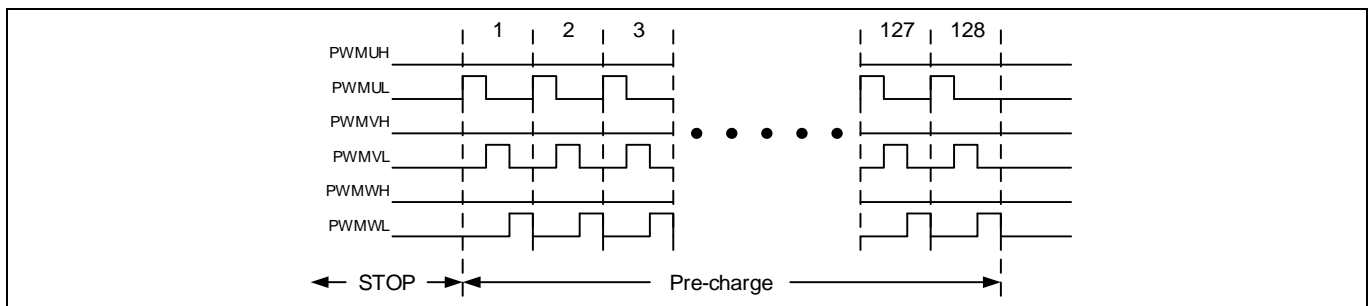 1 2 3 127 128
PWMUH
PWMUL
PWMVH
PWMVL
PWMWH
PWMWL
STOP Pre-charge